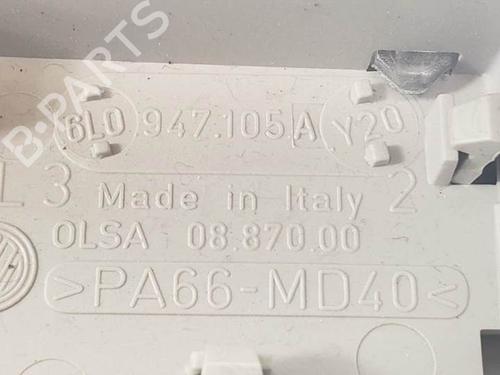 B-PARTS
6L0 947.105 A Y20
L 3 Made in Italy 2
OLSA 08.870.00
>PA66-MD40<